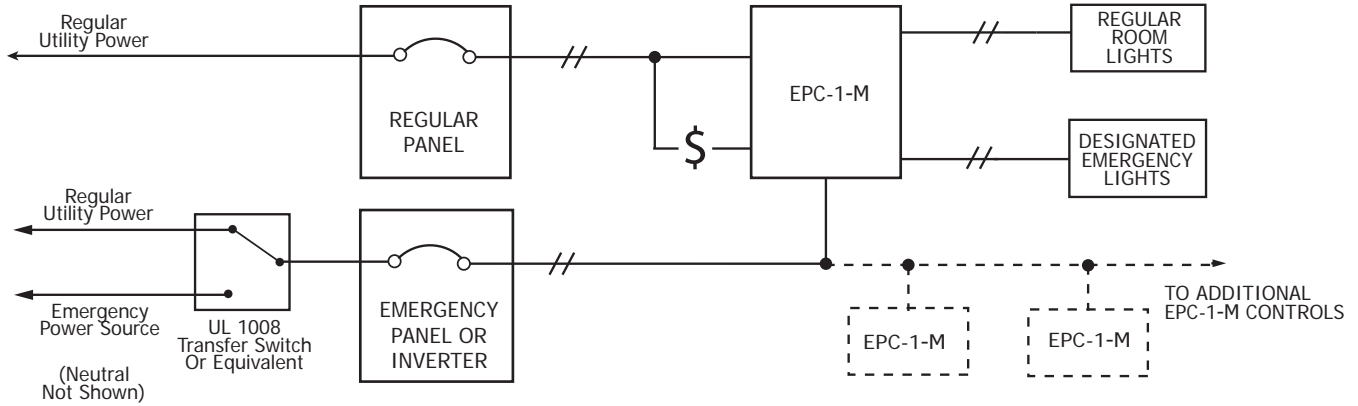 Regular
Utility Power
REGULAR
PANEL
$
EPC-1-M
REGULAR
ROOM
LIGHTS
DESIGNATED
EMERGENCY
LIGHTS
Regular
Utility Power
Emergency
Power Source
(Neutral
Not Shown)
UL 1008
Transfer Switch
Or Equivalent
EMERGENCY
PANEL OR
INVERTER
EPC-1-M
EPC-1-M
TO ADDITIONAL
EPC-1-M CONTROLS